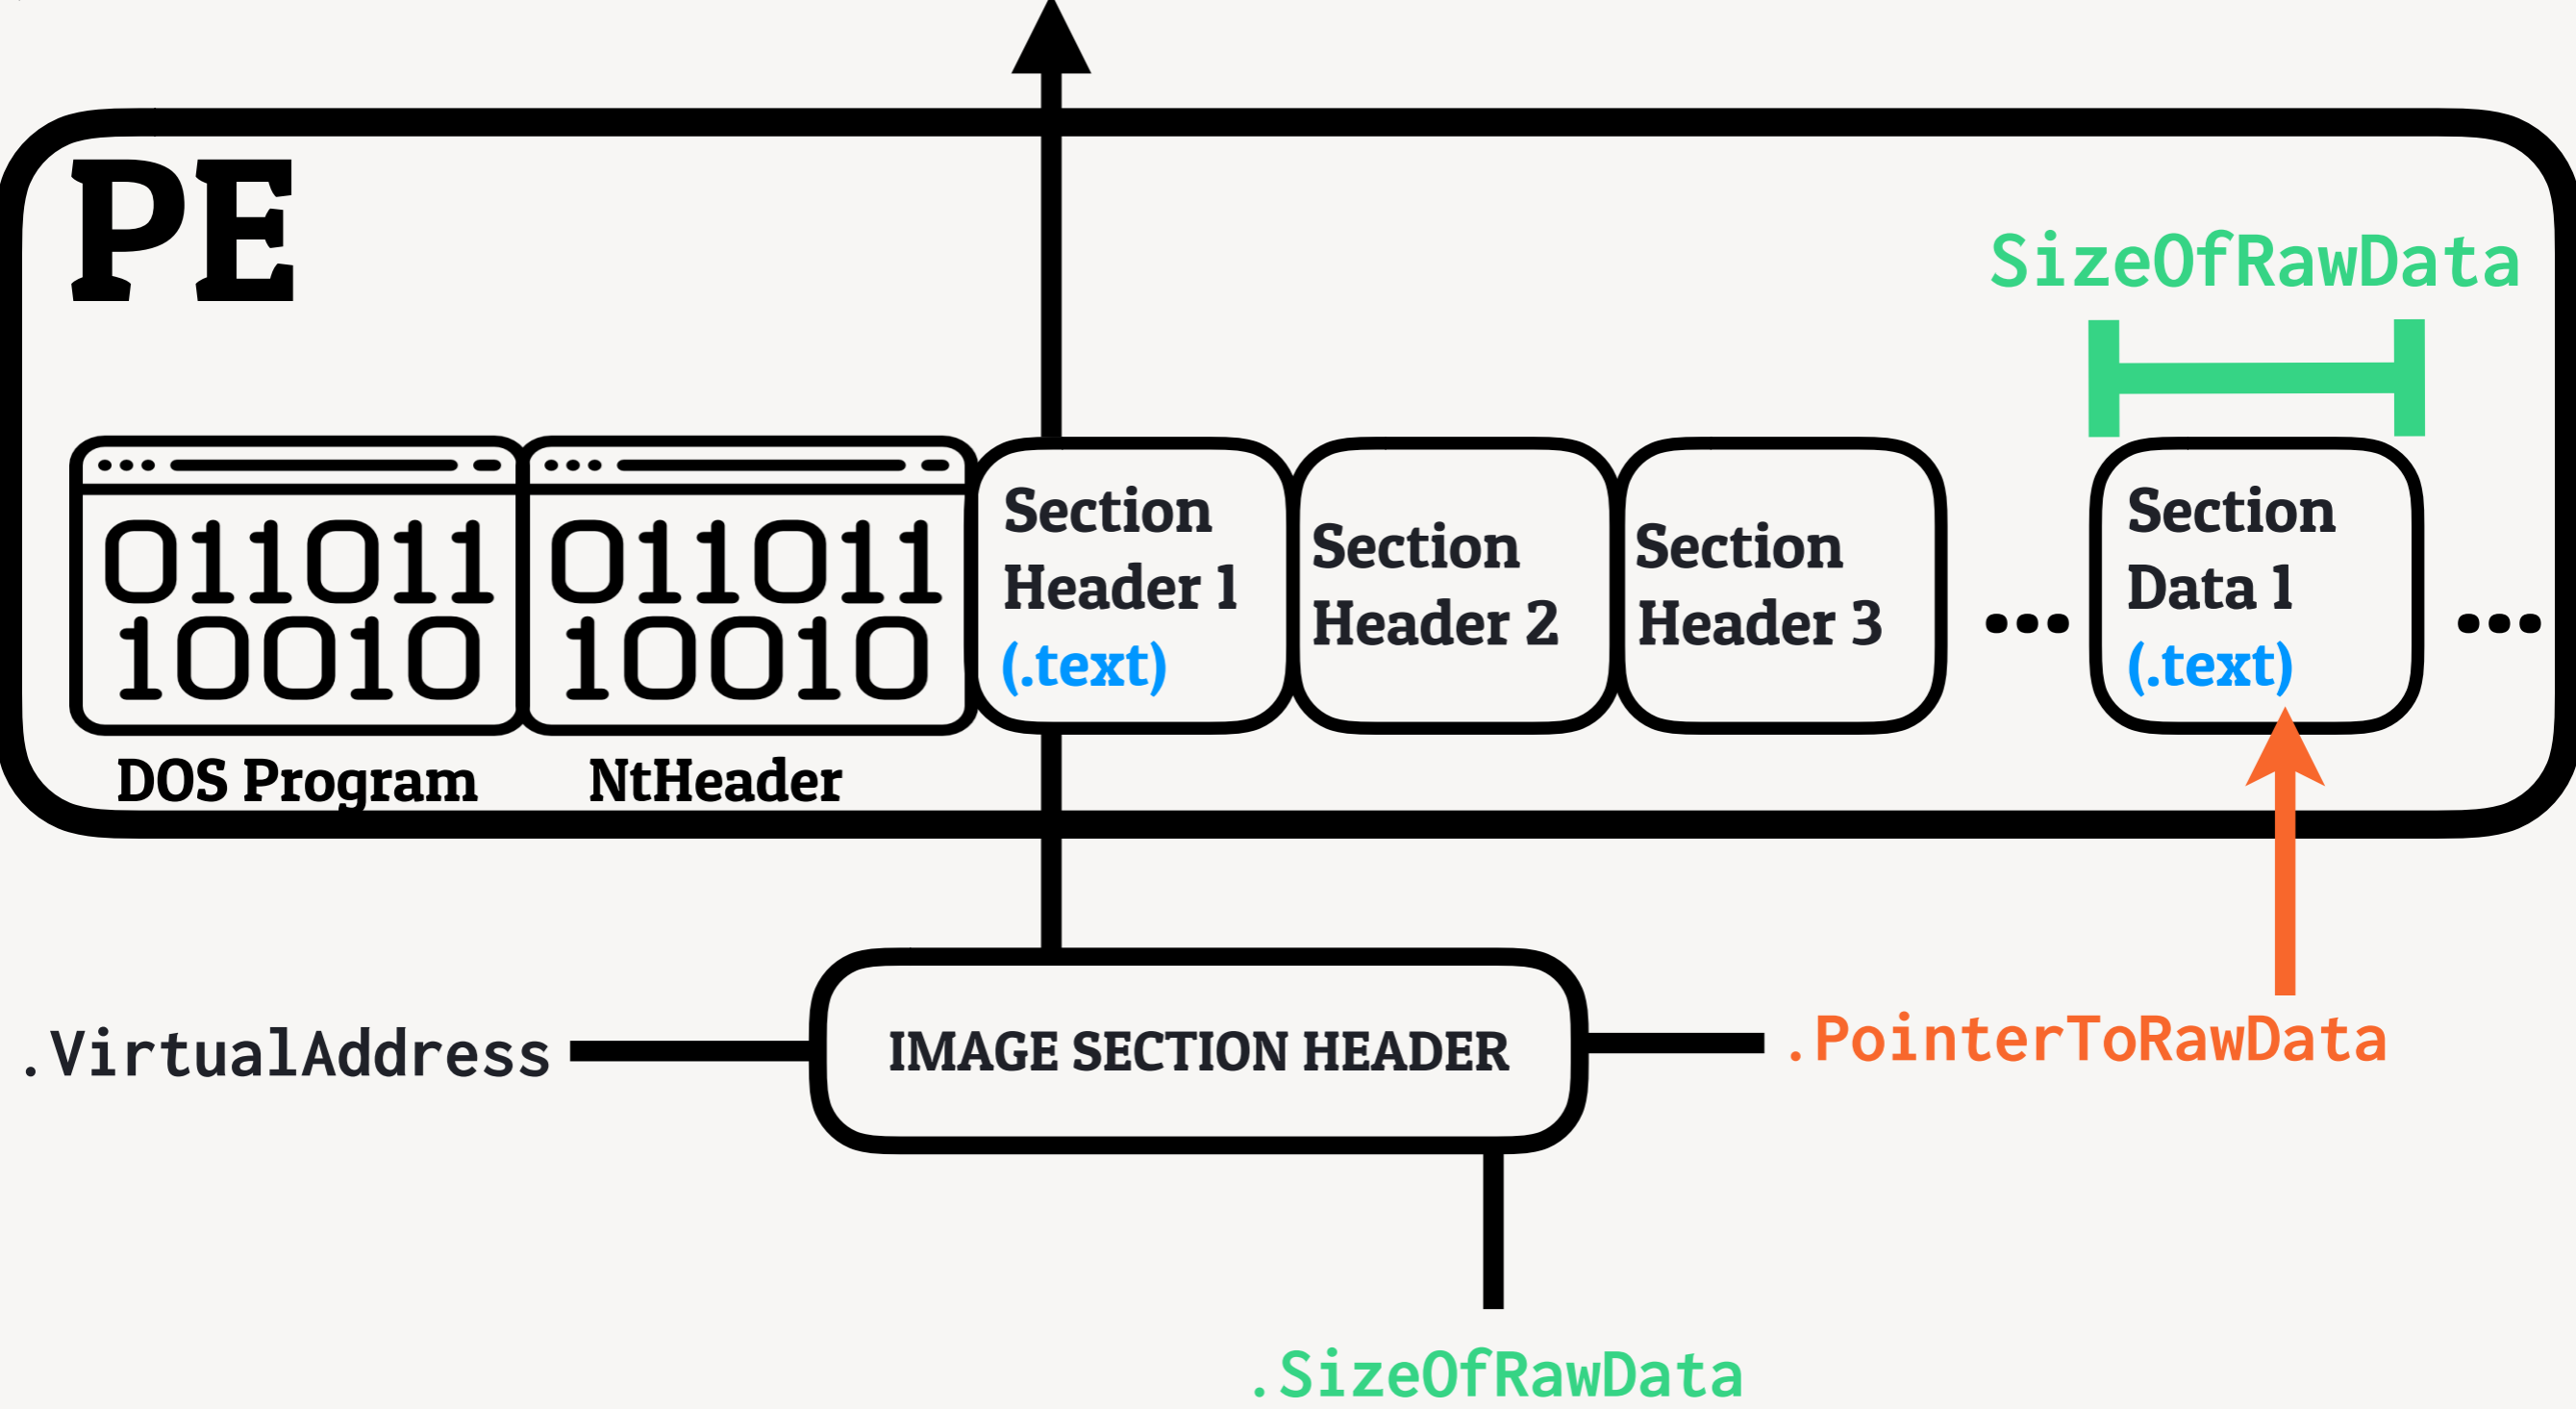 PE
SizeOfRawData
011011
10010
DOS Program
011011
10010
NtHeader
Section
Header 1
(.text)
Section
Header 2
Section
Header 3
...
Section
Data 1
(.text)
...
.VirtualAddress
IMAGE SECTION HEADER
.PointerToRawData
.SizeOfRawData